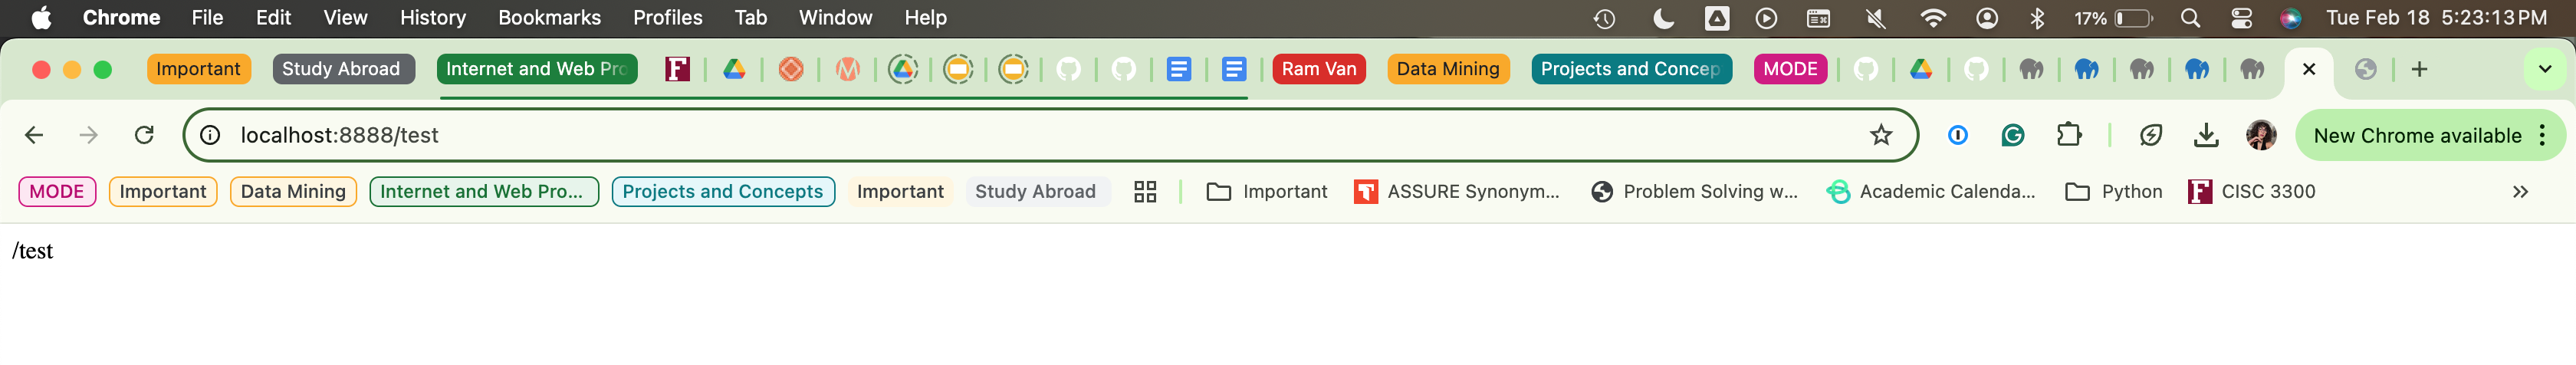 Chrome File Edit View History Bookmarks Profiles Tab Window Help 17% Tue Feb 18 5:23:13 PM
Important Study Abroad Internet and Web Pro F M Ram Van Data Mining Projects and Concep MODE
localhost:8888/test New Chrome available
MODE Important Data Mining Internet and Web Pro... Projects and Concepts Important Study Abroad Important T ASSURE Synonym... Problem Solving w... Academic Calenda... Python F CISC 3300
/test